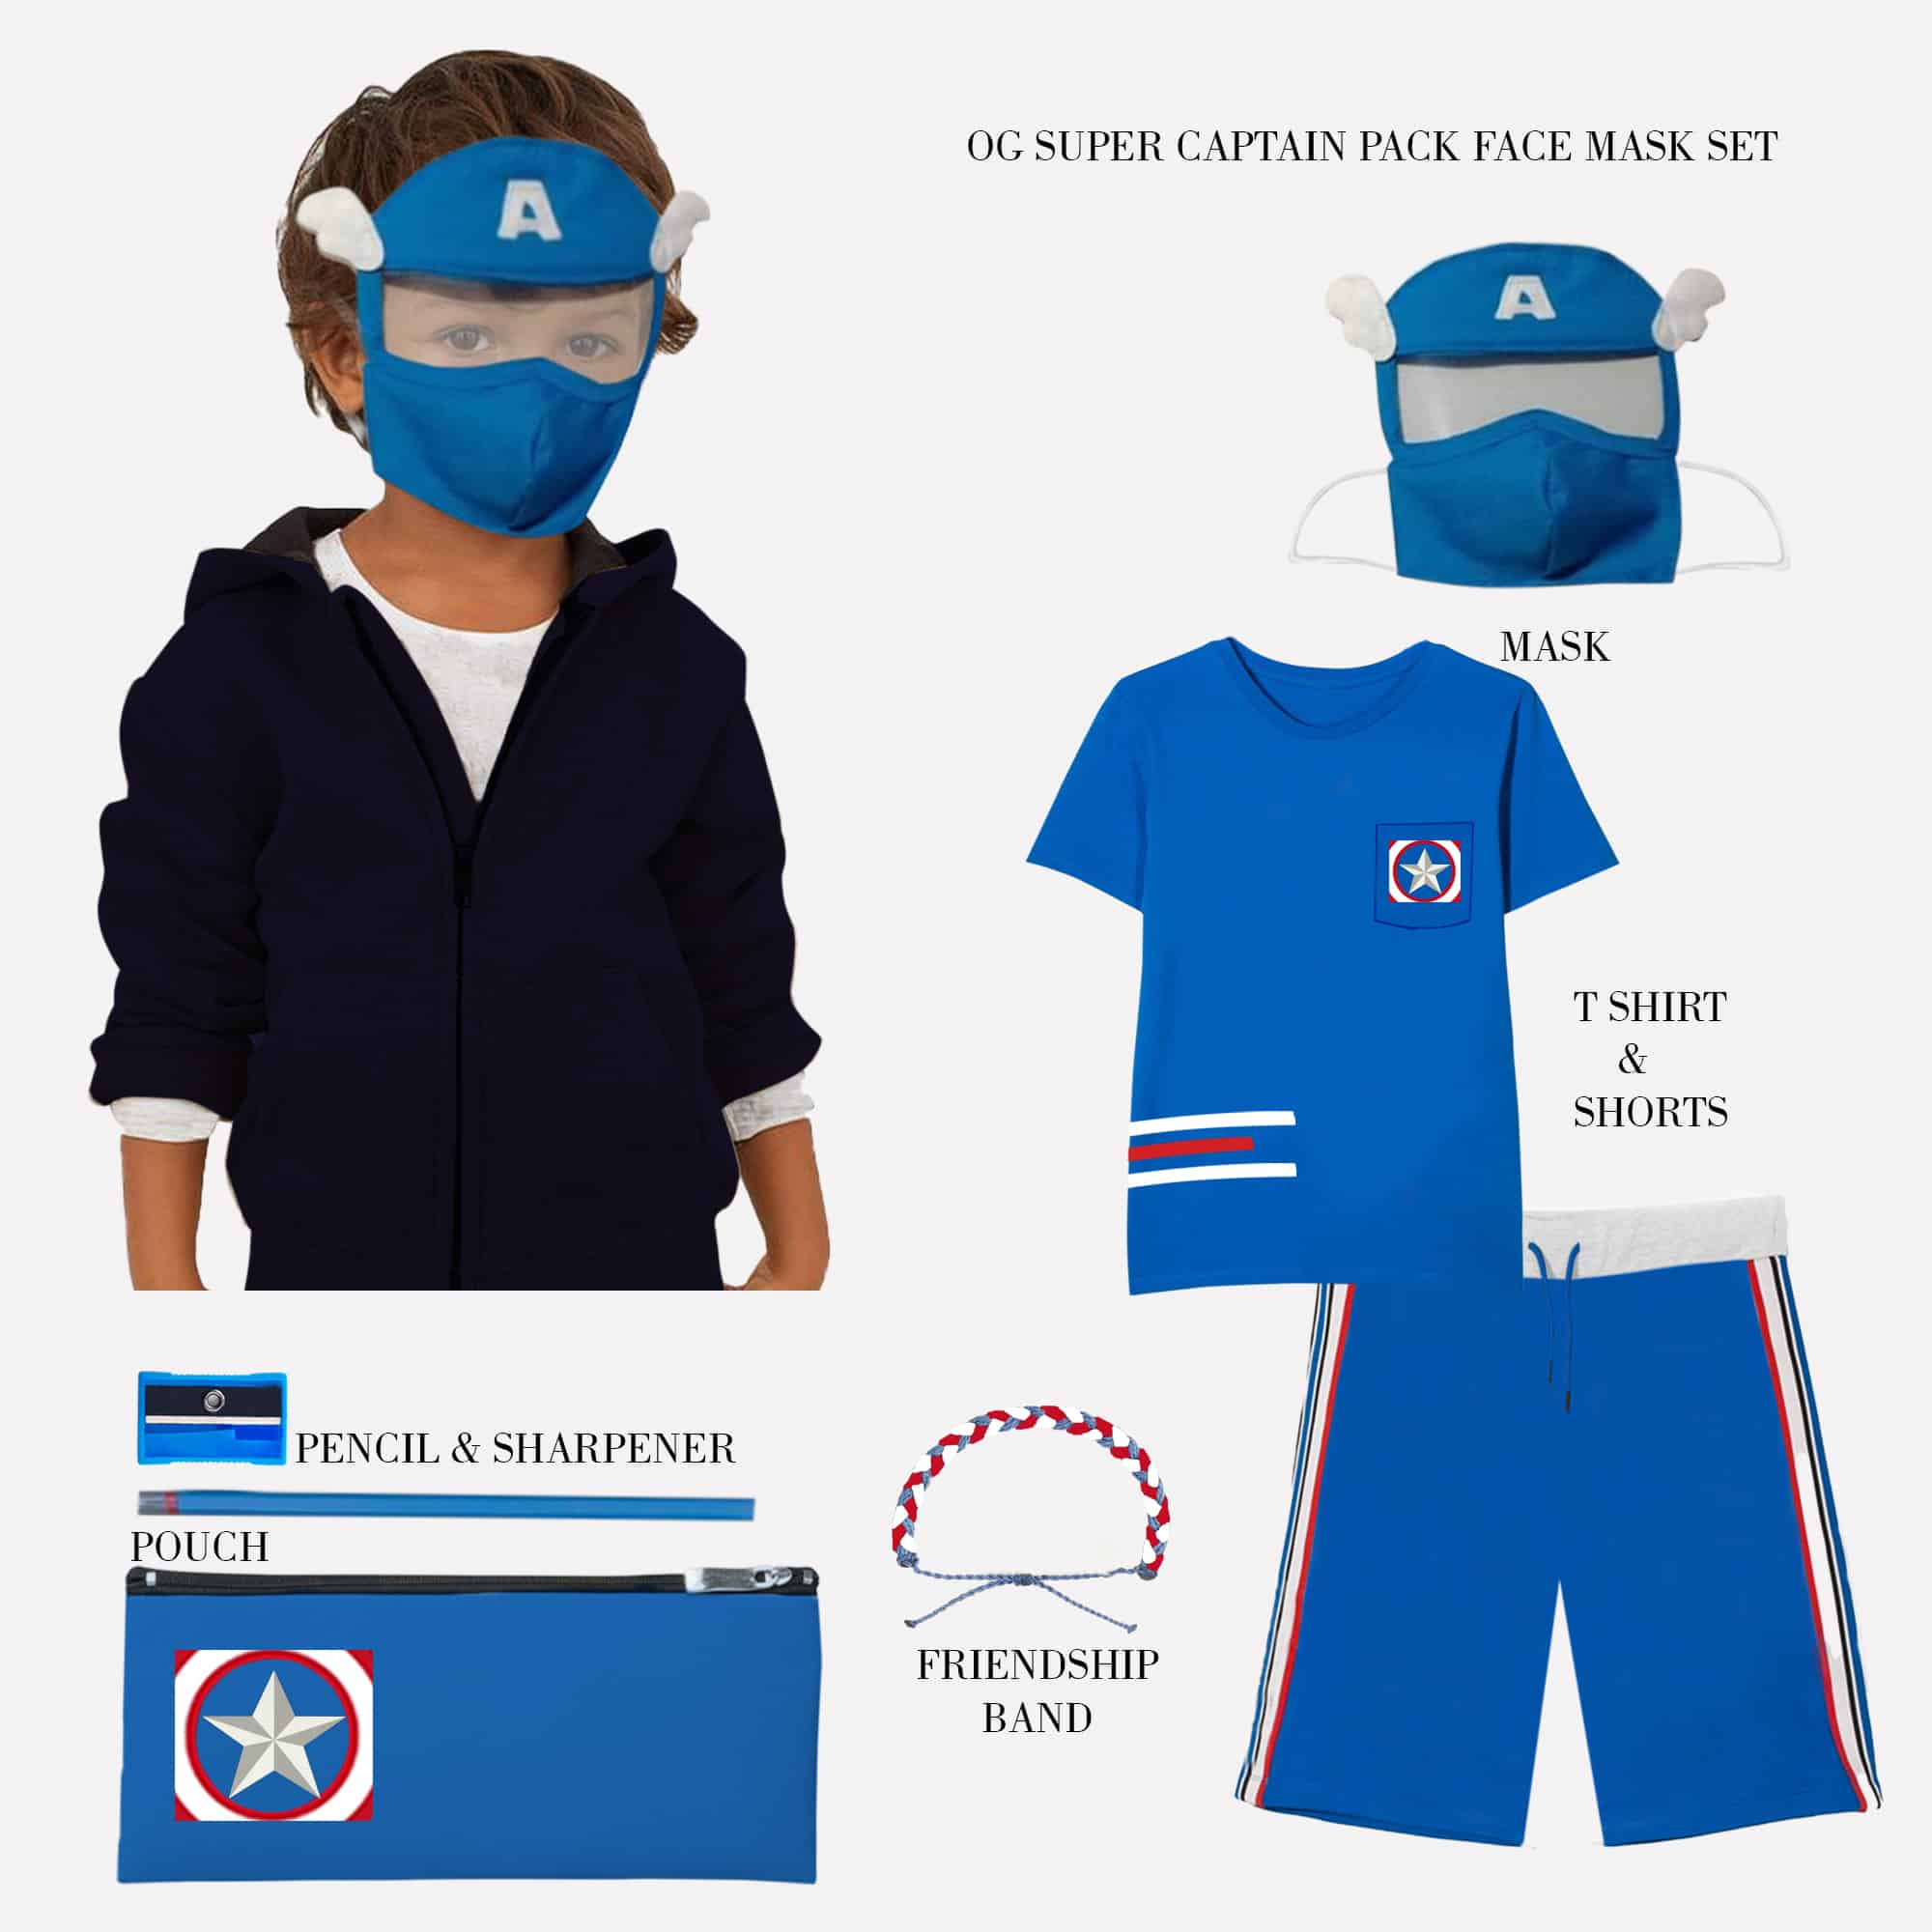 OG SUPER CAPTAIN PACK FACE MASK SET
A
A
MASK
T SHIRT
&
SHORTS
PENCIL & SHARPENER
POUCH
FRIENDSHIP
BAND